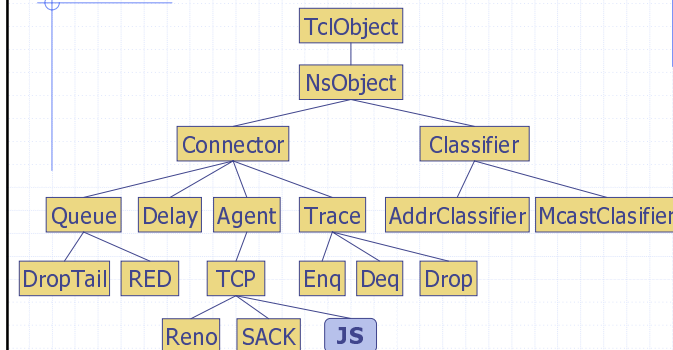 TclObject
NsObject
Connector Classifier
Queue Delay Agent Trace AddrClassifier McastClasifier
DropTail RED TCP Enq Deq Drop
Reno SACK JS